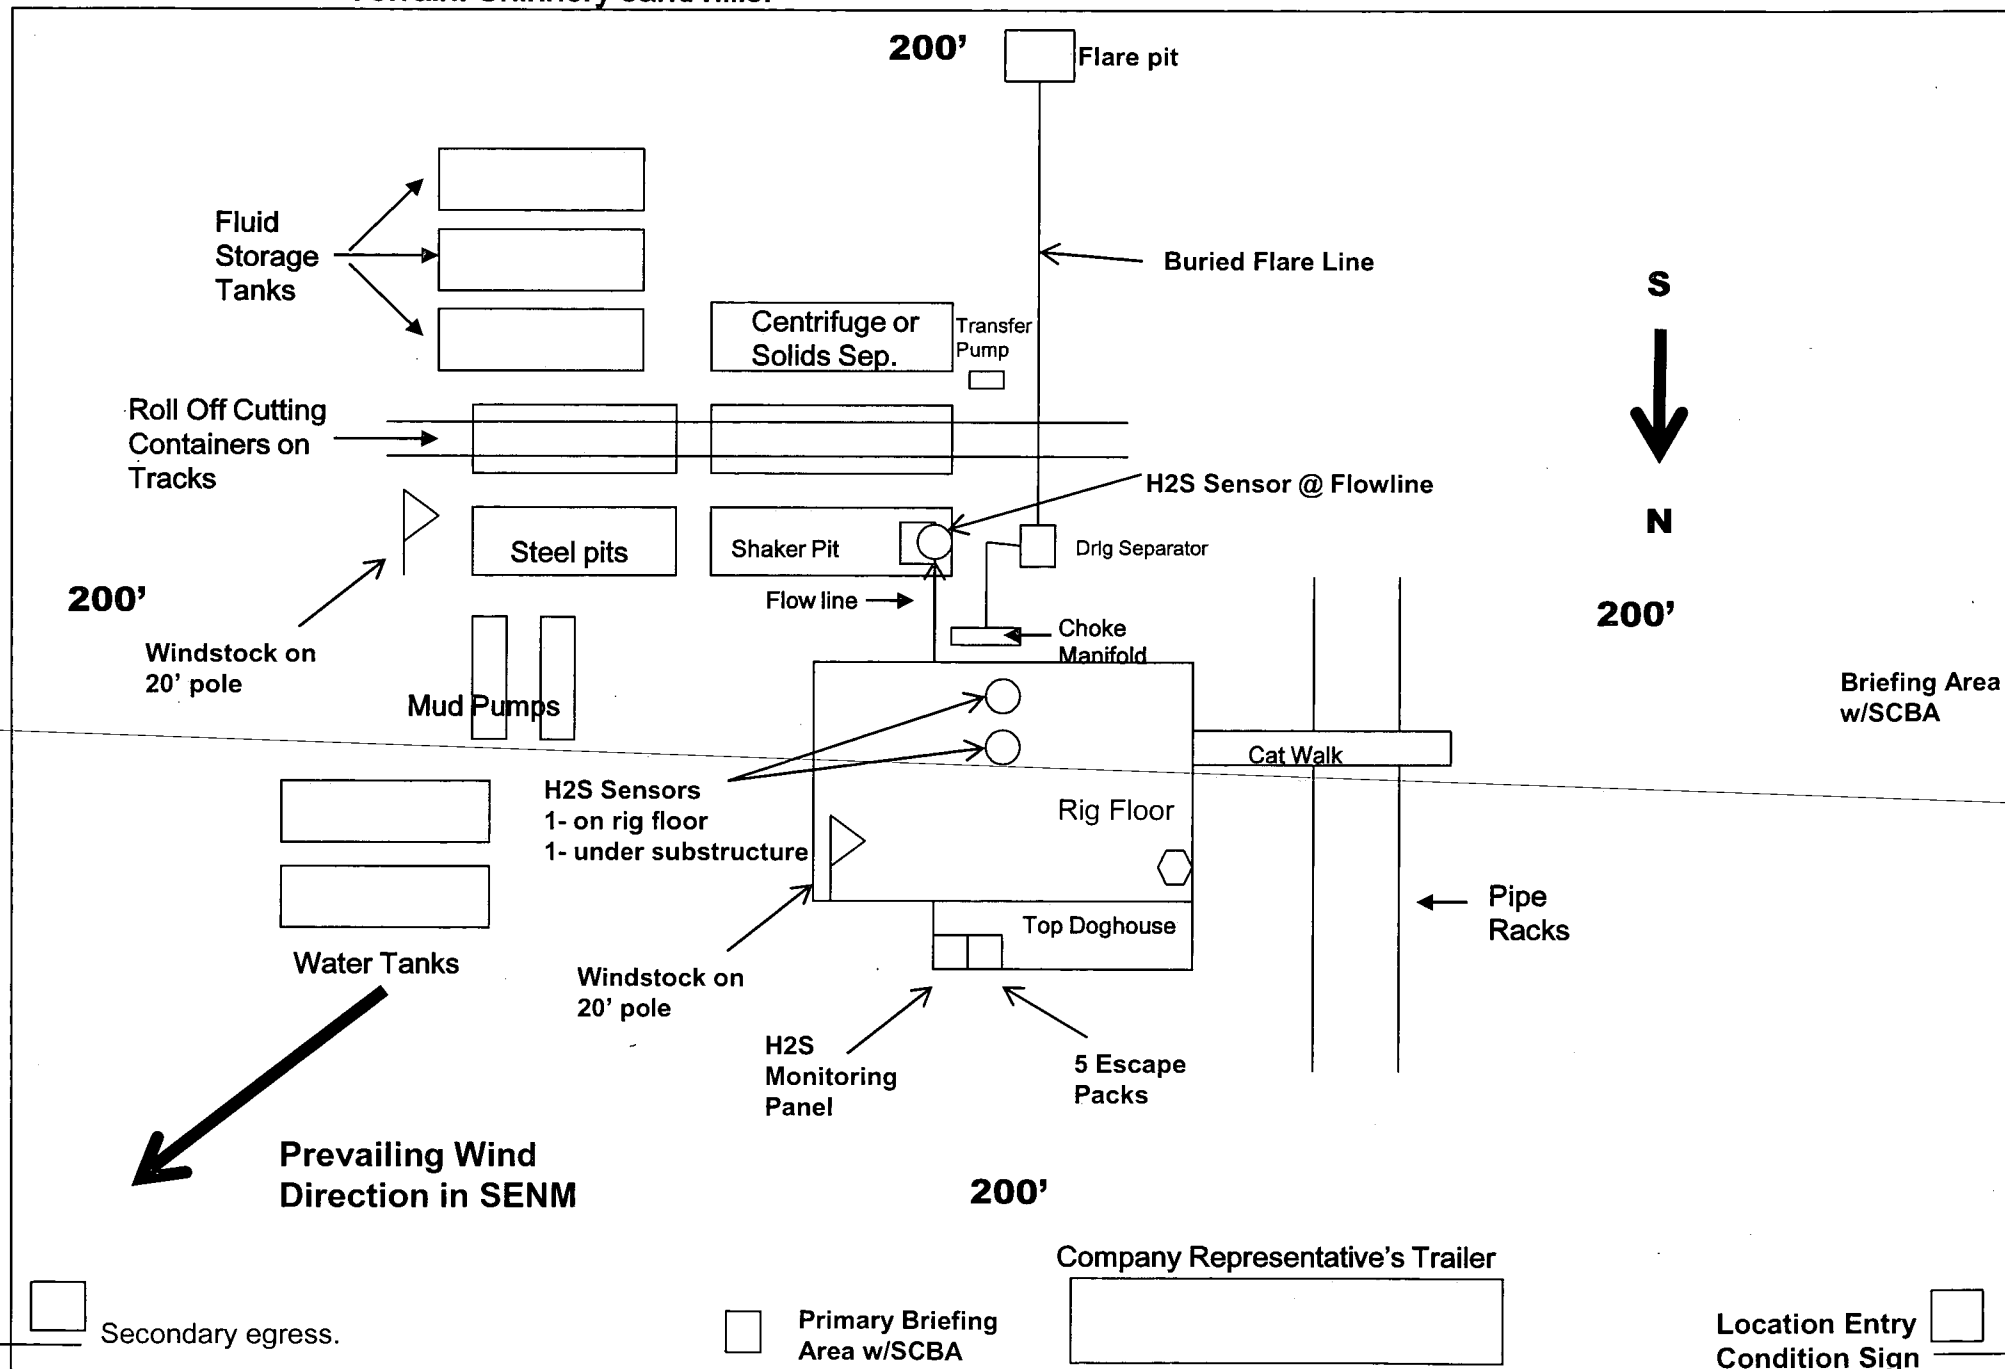 200'
Flare pit
Fluid
Storage
Tanks
Buried Flare Line
S
Centrifuge or
Solids Sep.
Transfer
Pump
Roll Off Cutting
Containers on
Tracks
H2S Sensor @ Flowline
N
Steel pits
Shaker Pit
Drlg Separator
200'
Flow line
200'
Choke
Manifold
Windstock on
20' pole
Mud Pumps
Briefing Area
w/SCBA
Cat Walk
H2S Sensors
1- on rig floor
1- under substructure
Rig Floor
Pipe
Racks
Top Doghouse
Water Tanks
Windstock on
20' pole
H2S
Monitoring
Panel
5 Escape
Packs
Prevailing Wind
Direction in SENM
200'
Company Representative's Trailer
Secondary egress.
Primary Briefing
Area w/SCBA
Location Entry
Condition Sign